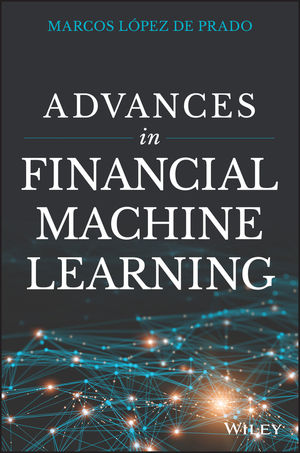 MARCOS LÓPEZ DE PRADO
ADVANCES
in
FINANCIAL
MACHINE
LEARNING
WILEY